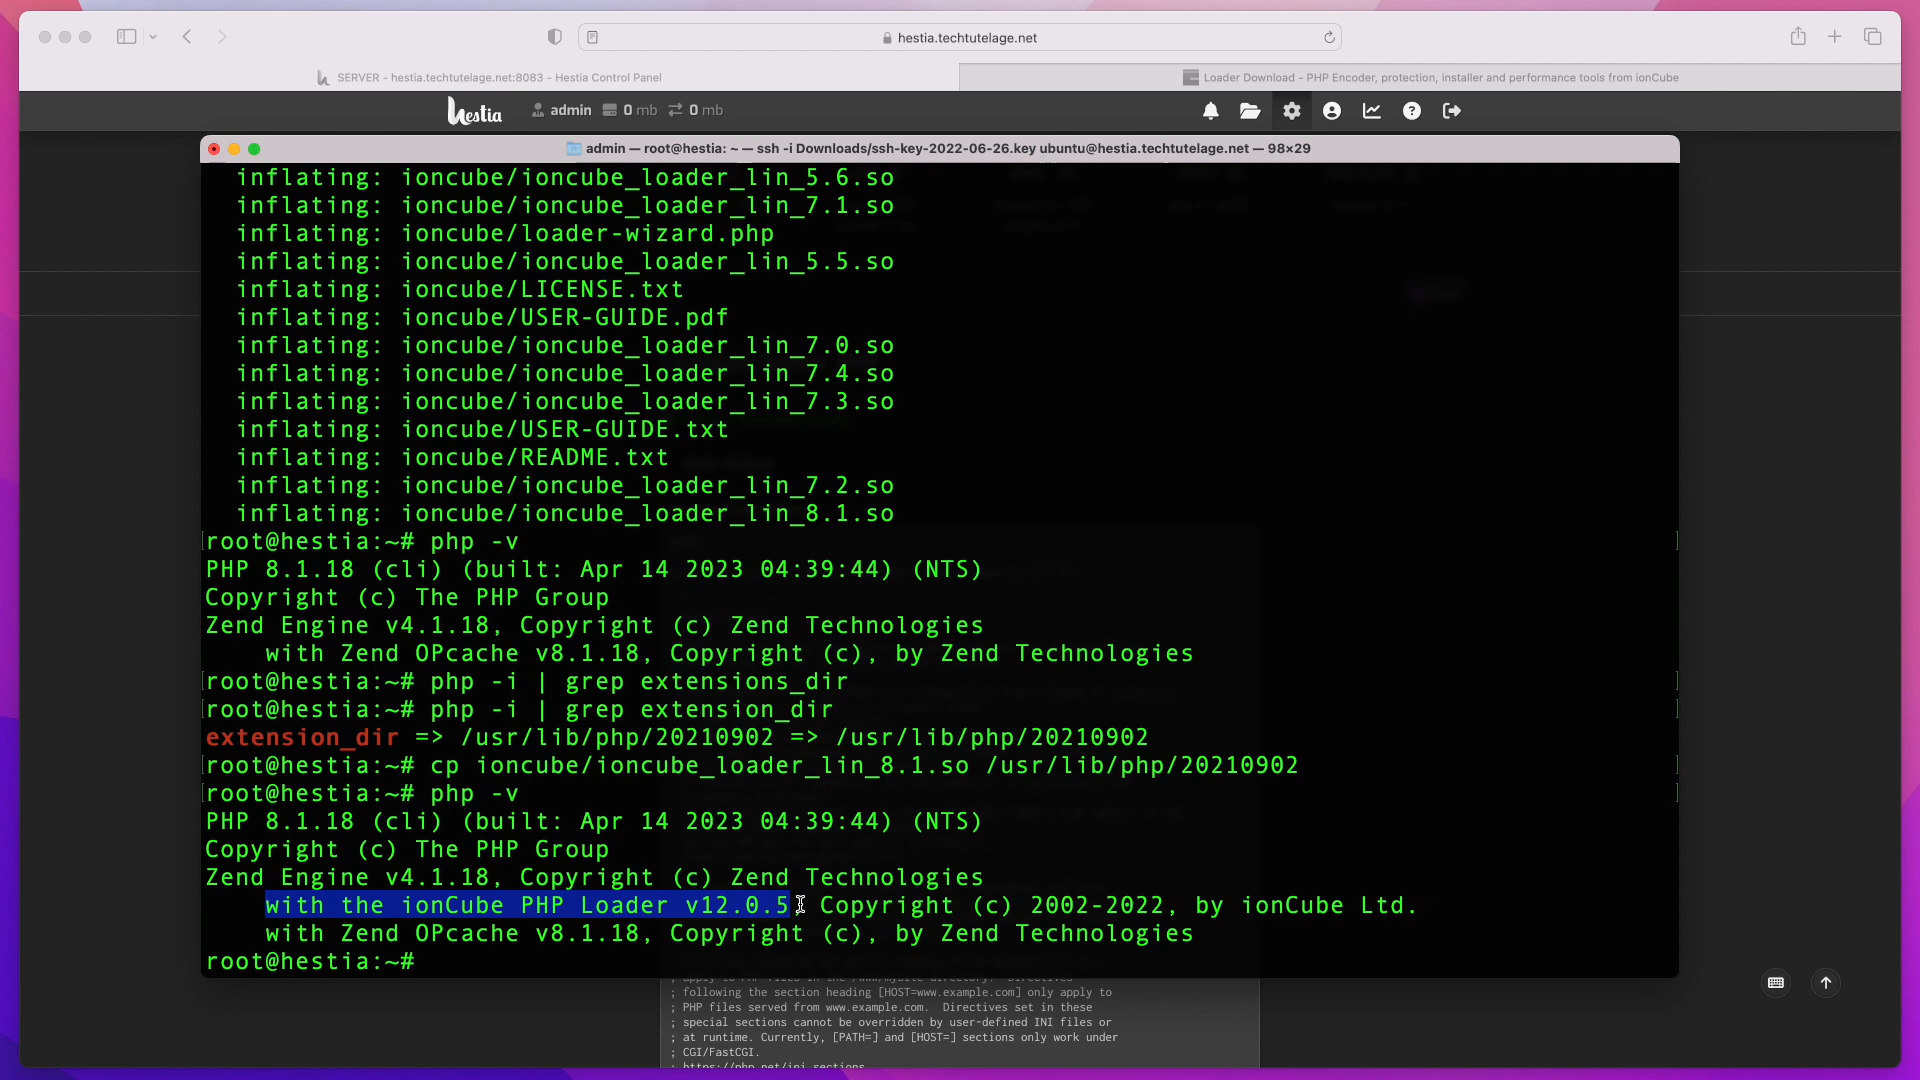 hestia.techtutelage.net
SERVER - hestia.techtutelage.net:8083 - Hestia Control Panel
Loader Download - PHP Encoder, protection, installer and performance tools from ionCube
hestia
admin 0 mb 0 mb
admin — root@hestia: ~ — ssh -i Downloads/ssh-key-2022-06-26.key ubuntu@hestia.techtutelage.net — 98×29
inflating: ioncube/ioncube_loader_lin_5.6.so
inflating: ioncube/ioncube_loader_lin_7.1.so
inflating: ioncube/loader-wizard.php
inflating: ioncube/ioncube_loader_lin_5.5.so
inflating: ioncube/LICENSE.txt
inflating: ioncube/USER-GUIDE.pdf
inflating: ioncube/ioncube_loader_lin_7.0.so
inflating: ioncube/ioncube_loader_lin_7.4.so
inflating: ioncube/ioncube_loader_lin_7.3.so
inflating: ioncube/USER-GUIDE.txt
inflating: ioncube/README.txt
inflating: ioncube/ioncube_loader_lin_7.2.so
inflating: ioncube/ioncube_loader_lin_8.1.so
[root@hestia:~# php -v ]
PHP 8.1.18 (cli) (built: Apr 14 2023 04:39:44) (NTS)
Copyright (c) The PHP Group
Zend Engine v4.1.18, Copyright (c) Zend Technologies
with Zend OPcache v8.1.18, Copyright (c), by Zend Technologies
[root@hestia:~# php -i | grep extensions_dir ]
[root@hestia:~# php -i | grep extension_dir ]
extension_dir => /usr/lib/php/20210902 => /usr/lib/php/20210902
[root@hestia:~# cp ioncube/ioncube_loader_lin_8.1.so /usr/lib/php/20210902 ]
[root@hestia:~# php -v ]
PHP 8.1.18 (cli) (built: Apr 14 2023 04:39:44) (NTS)
Copyright (c) The PHP Group
Zend Engine v4.1.18, Copyright (c) Zend Technologies
with the ionCube PHP Loader v12.0.5, Copyright (c) 2002-2022, by ionCube Ltd.
with Zend OPcache v8.1.18, Copyright (c), by Zend Technologies
root@hestia:~#
; following the section heading [HOST=www.example.com] only apply to
; PHP files served from www.example.com. Directives set in these
; special sections cannot be overridden by user-defined INI files or
; at runtime. Currently, [PATH=] and [HOST=] sections only work under
; CGI/FastCGI.
; https://php.net/ini.sections